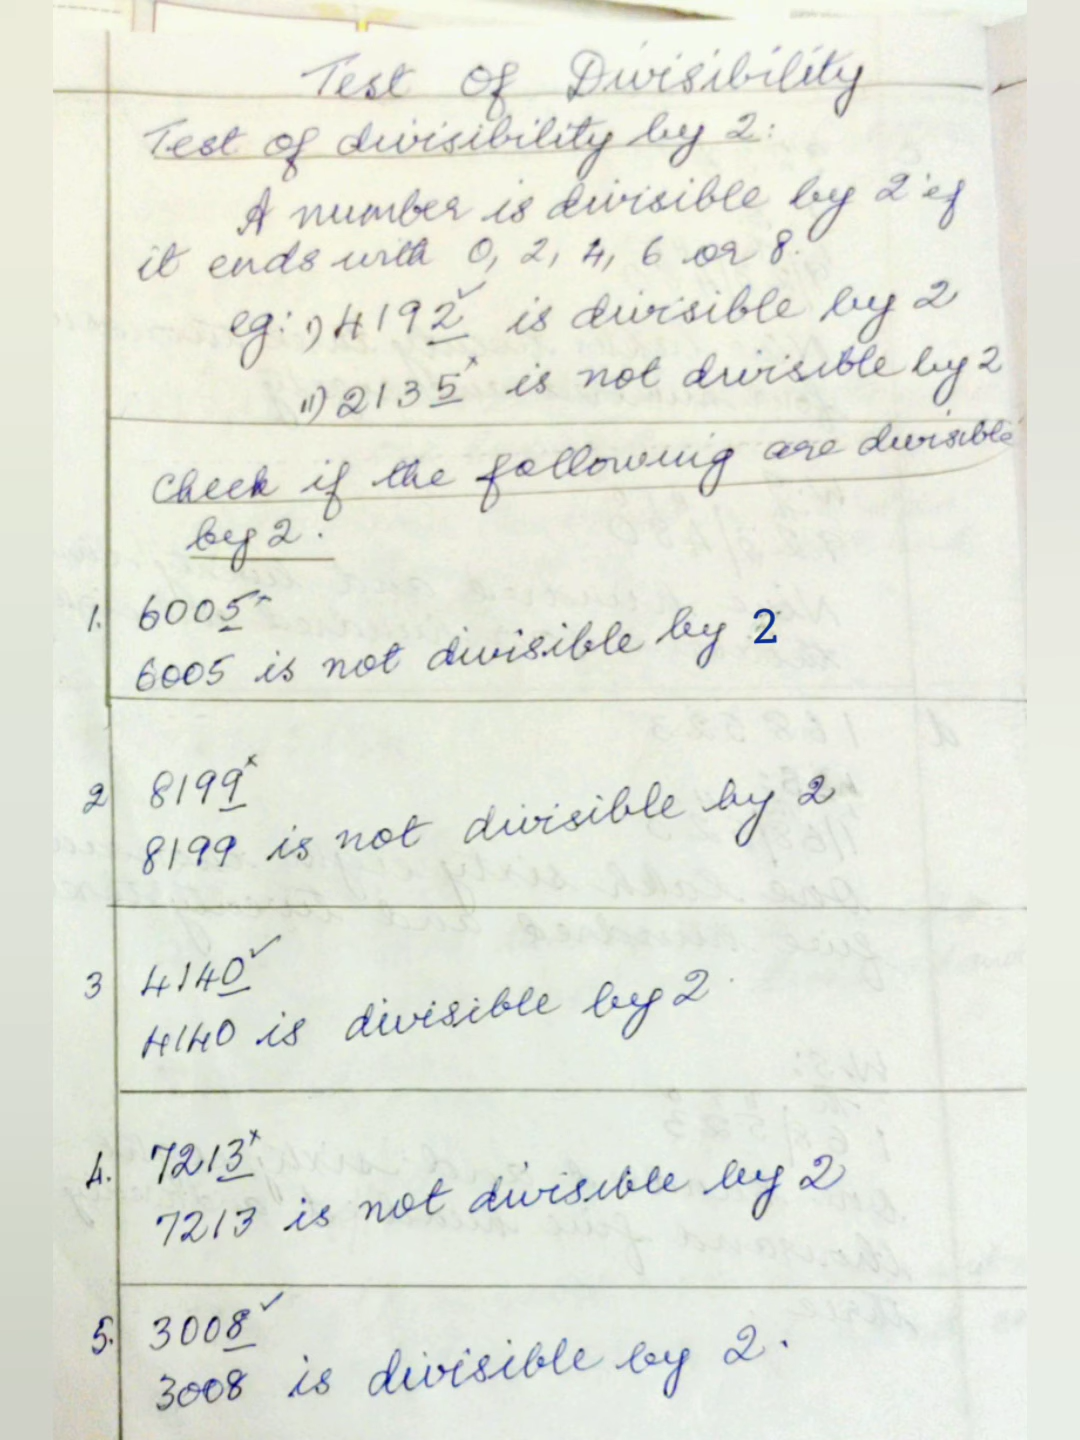 Test Of Divisibility
Test of divisibility by 2:
A number is divisible by 2 if
it ends with 0, 2, 4, 6 or 8.
eg: i) 4192 ✓ is divisible by 2
ii) 2135 x is not divisible by 2
Check if the following are divisible
by 2.
1. 6005 x
6005 is not divisible by 2
2 8199 x
8199 is not divisible by 2
3 4140 ✓
4140 is divisible by 2
4. 7213 x
7213 is not divisible by 2
5. 3008 ✓
3008 is divisible by 2.